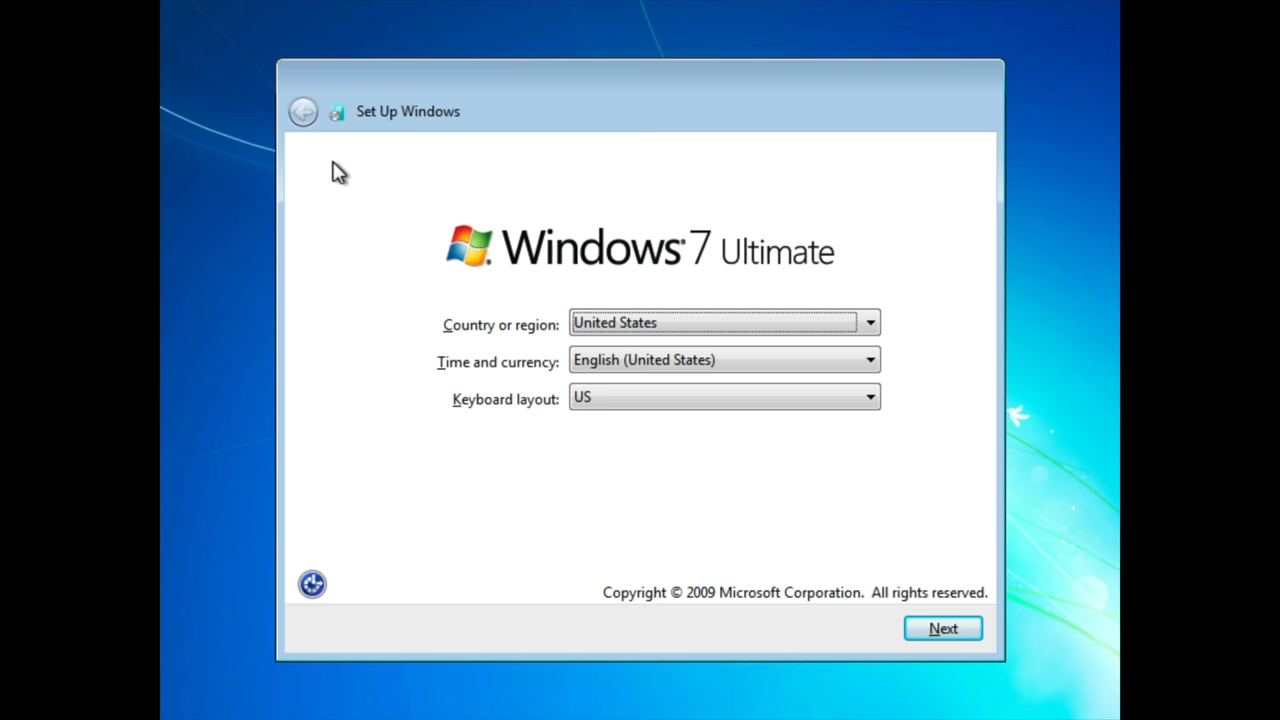 Set Up Windows
Windows® 7 Ultimate
Country or region: United States
Time and currency: English (United States)
Keyboard layout: US
Copyright © 2009 Microsoft Corporation. All rights reserved.
Next